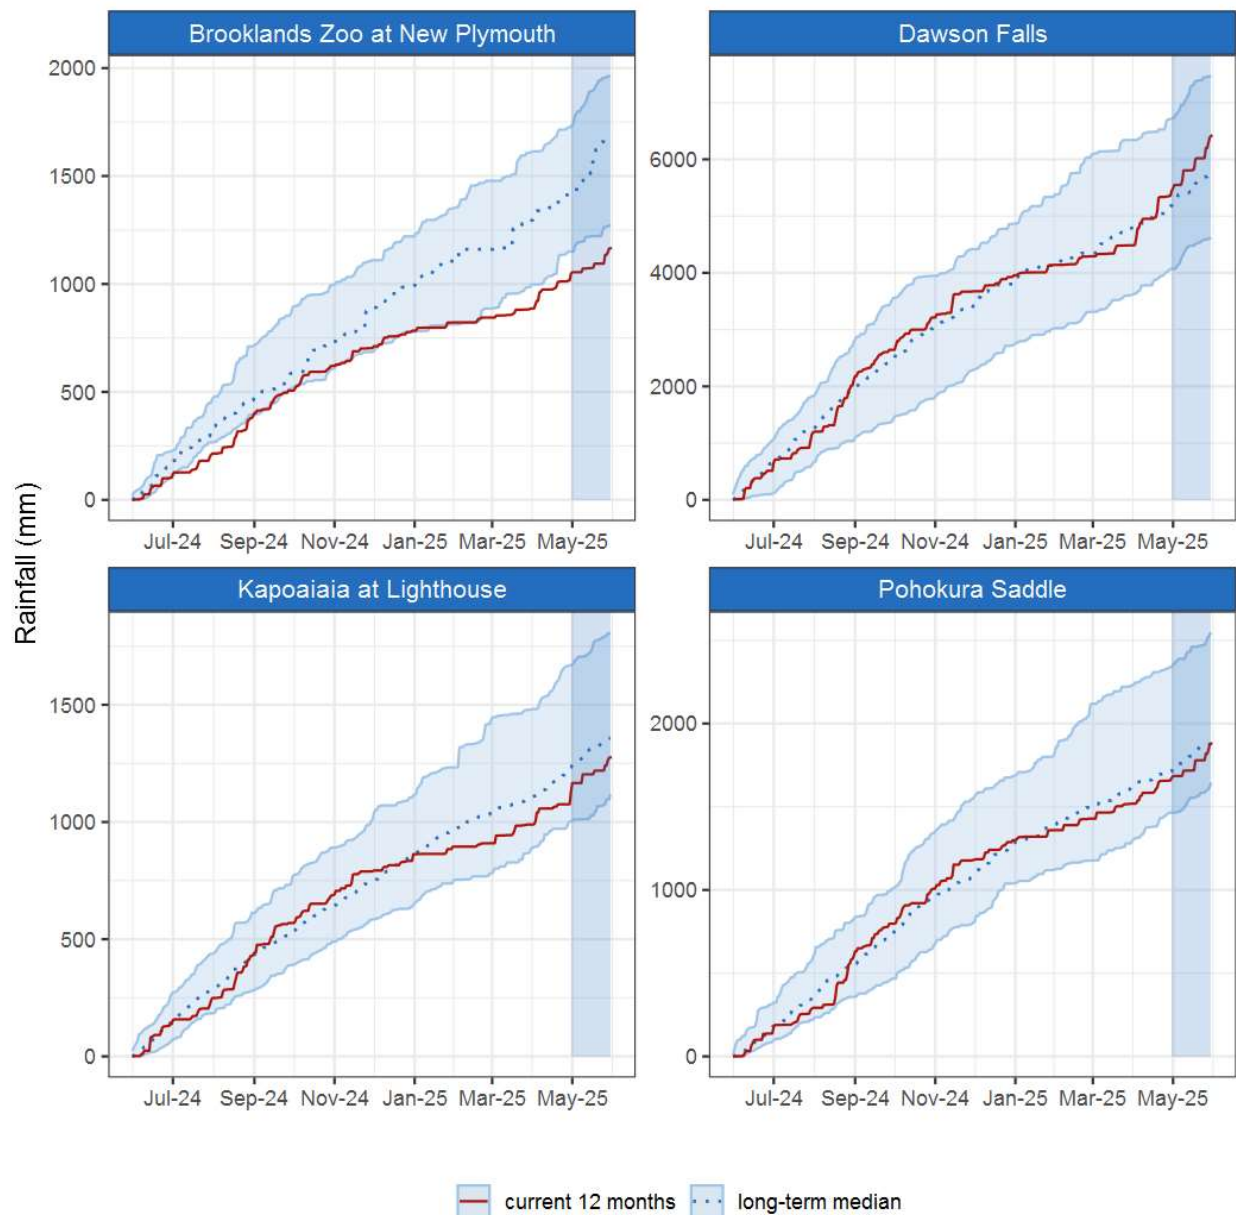 Brooklands Zoo at New Plymouth
Dawson Falls
2000
1500
1000
500
0
6000
4000
2000
0
Jul-24 Sep-24 Nov-24 Jan-25 Mar-25 May-25
Jul-24 Sep-24 Nov-24 Jan-25 Mar-25 May-25
Rainfall (mm)
Kapoaiaia at Lighthouse
Pohokura Saddle
1500
1000
500
0
2000
1000
0
Jul-24 Sep-24 Nov-24 Jan-25 Mar-25 May-25
Jul-24 Sep-24 Nov-24 Jan-25 Mar-25 May-25
current 12 months long-term median